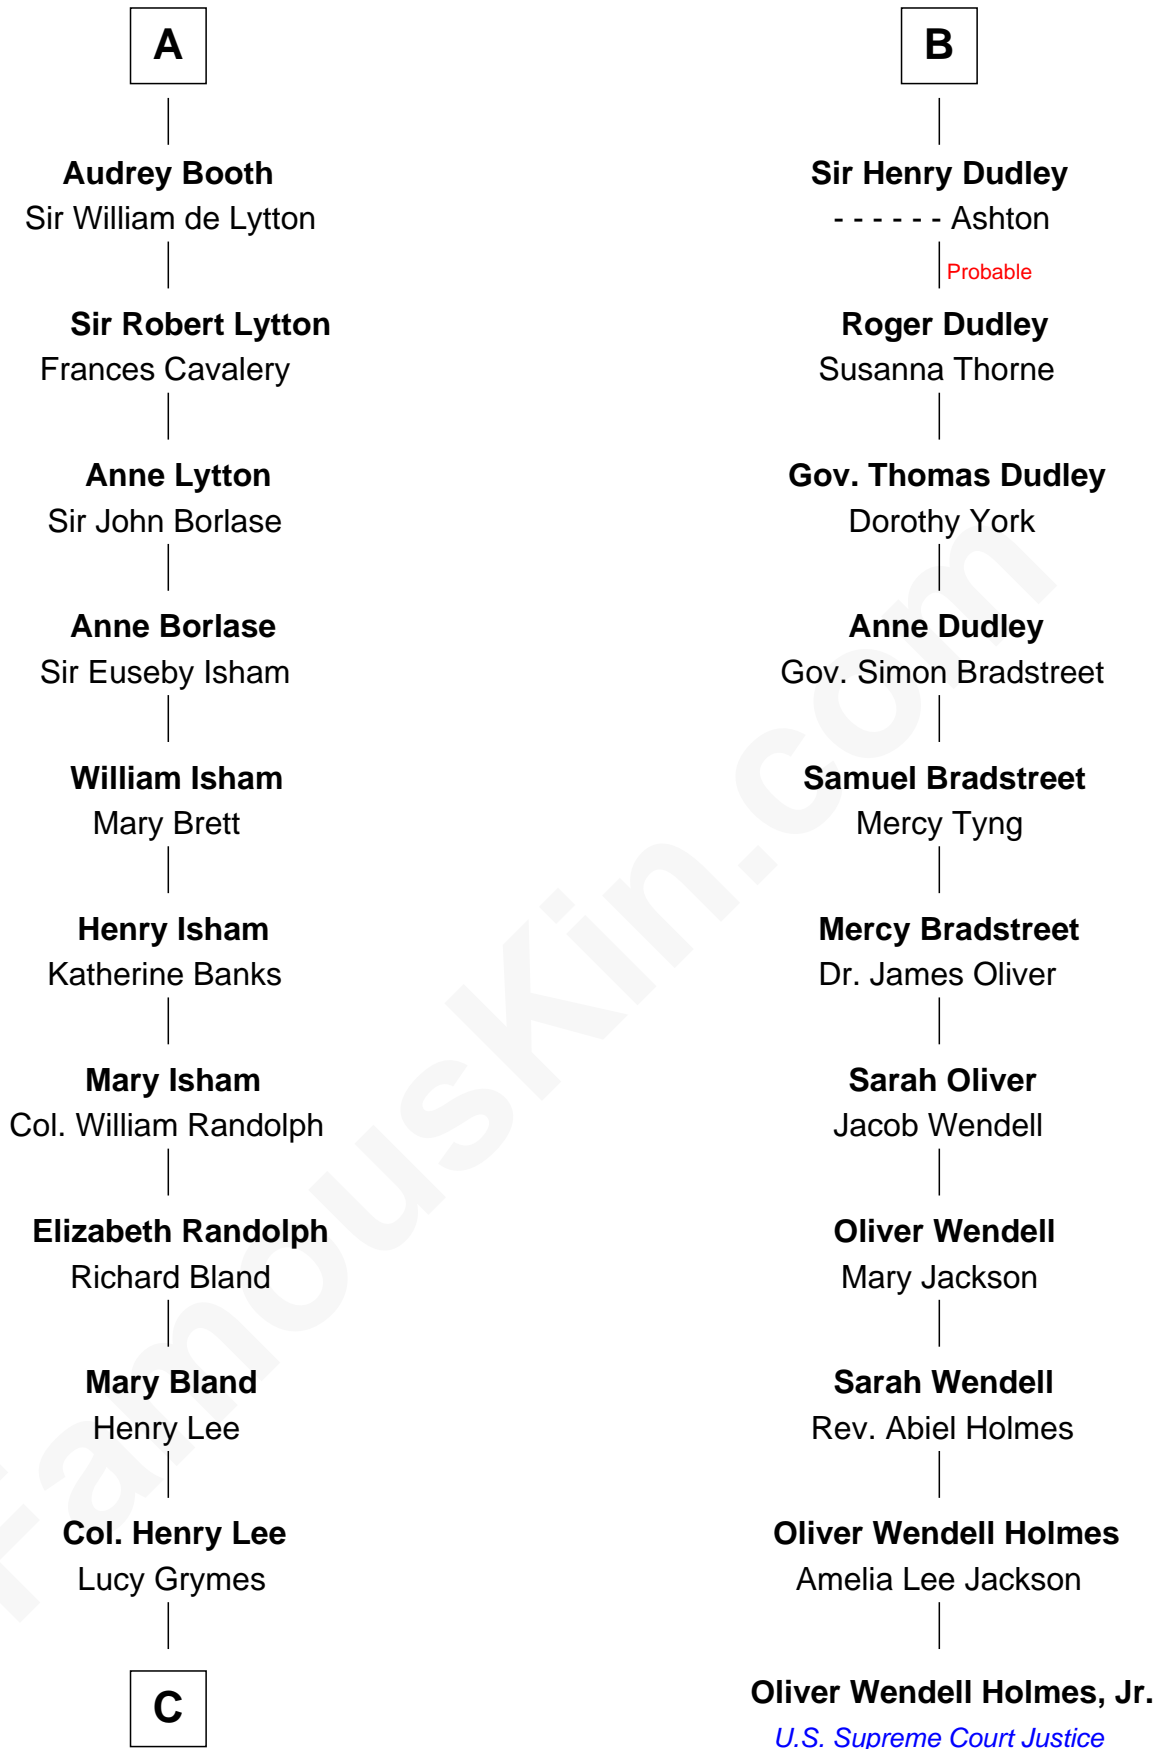 A
Audrey Booth
Sir William de Lytton
Sir Robert Lytton
Frances Cavalery
Anne Lytton
Sir John Borlase
Anne Borlase
Sir Euseby Isham
William Isham
Mary Brett
Henry Isham
Katherine Banks
Mary Isham
Col. William Randolph
Elizabeth Randolph
Richard Bland
Mary Bland
Henry Lee
Col. Henry Lee
Lucy Grymes
C
B
Sir Henry Dudley
- - - - - - Ashton
Probable
Roger Dudley
Susanna Thorne
Gov. Thomas Dudley
Dorothy York
Anne Dudley
Gov. Simon Bradstreet
Samuel Bradstreet
Mercy Tyng
Mercy Bradstreet
Dr. James Oliver
Sarah Oliver
Jacob Wendell
Oliver Wendell
Mary Jackson
Sarah Wendell
Rev. Abiel Holmes
Oliver Wendell Holmes
Amelia Lee Jackson
Oliver Wendell Holmes, Jr.
U.S. Supreme Court Justice
FamousKin.com